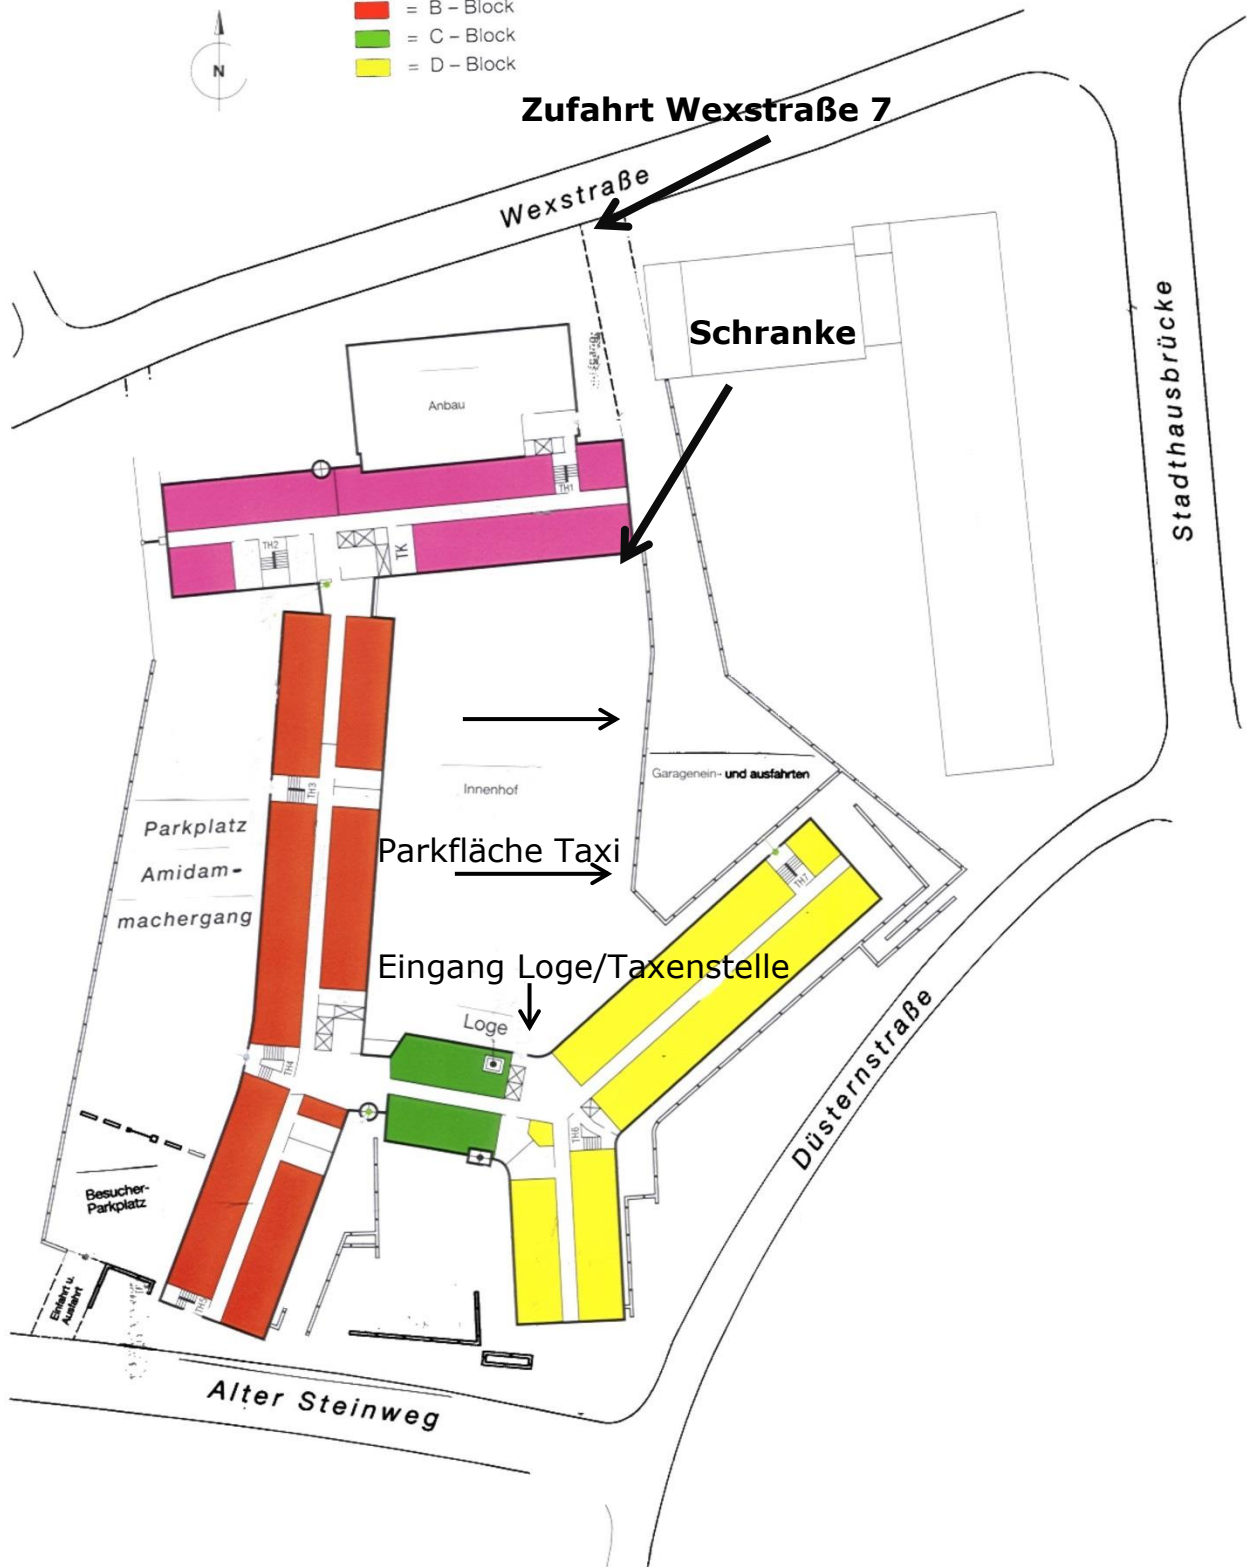 = B – Block
= C – Block
= D – Block
N
Zufahrt Wexstraße 7
Wexstraße
Schranke
Stadthausbrücke
Anbau
TH1
TH2
TK
Garagenein- und ausfahrten
Innenhof
TH3
Parkplatz
Amidam-
machergang
Parkfläche Taxi
TH7
Eingang Loge/Taxenstelle
Loge
TH4
TH6
Düsternstraße
Besucher-
Parkplatz
Einfahrt u.
Ausfahrt
TH5
Alter Steinweg